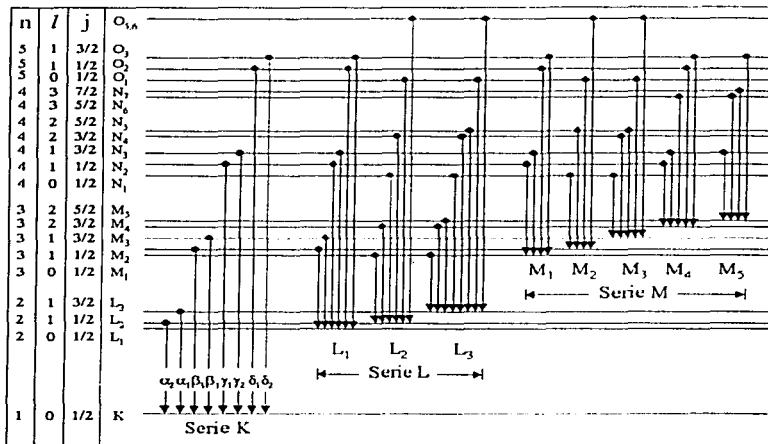 n l j O5,6
5 1 3/2 O3
5 1 1/2 O2
5 0 1/2 O1
4 3 7/2 N7
4 3 5/2 N6
4 2 5/2 N5
4 2 3/2 N4
4 1 3/2 N3
4 1 1/2 N2
4 0 1/2 N1
3 2 5/2 M5
3 2 3/2 M4
3 1 3/2 M3
3 1 1/2 M2
3 0 1/2 M1
M1 M2 M3 M4 M5
Serie M
2 1 3/2 L3
2 1 1/2 L2
2 0 1/2 L1
L1 L2 L3
Serie L
α2 α1 β3 β1 γ1 γ2 δ1 δ2
1 0 1/2 K
Serie K